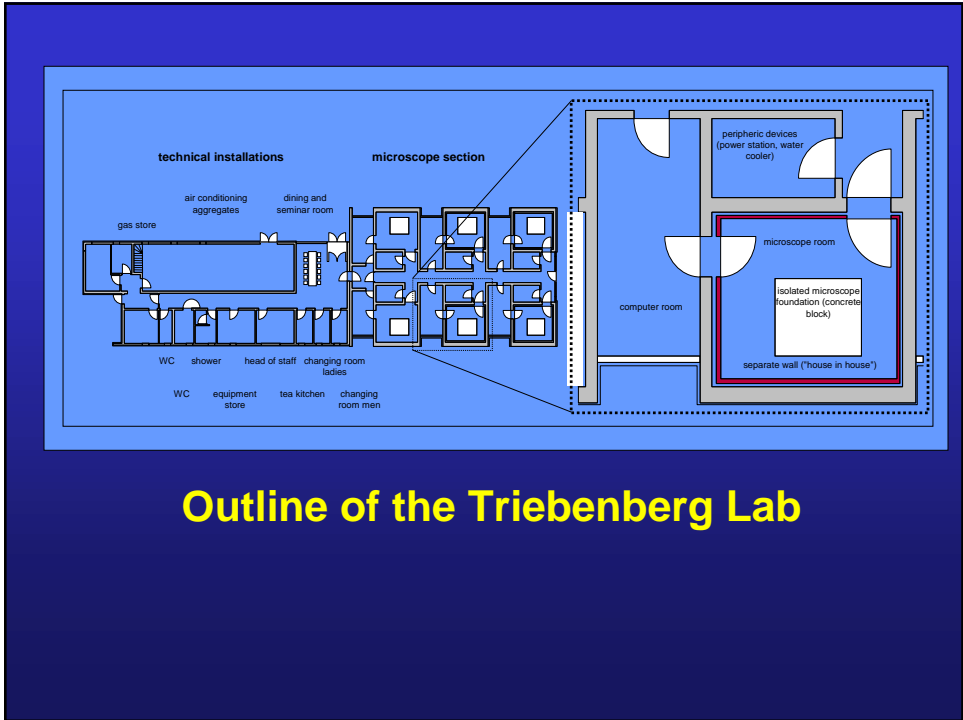 technical installations
microscope section
air conditioning
aggregates
dining and
seminar room
gas store
WC
shower
head of staff
changing room
ladies
WC
equipment
store
tea kitchen
changing
room men
peripheric devices
(power station, water
cooler)
microscope room
computer room
isolated microscope
foundation (concrete
block)
separate wall ("house in house")
Outline of the Triebenberg Lab